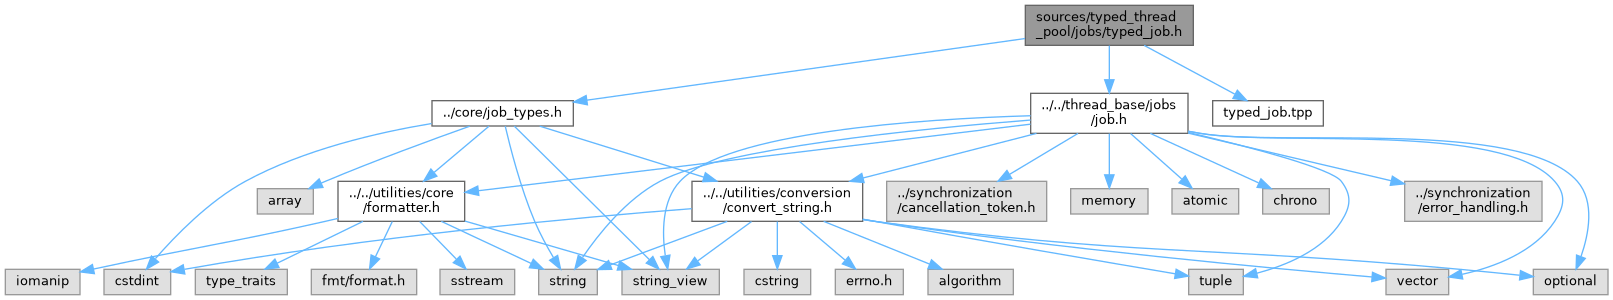 sources/typed_thread
_pool/jobs/typed_job.h
../core/job_types.h
../../thread_base/jobs
/job.h
typed_job.tpp
array
../../utilities/core
/formatter.h
../../utilities/conversion
/convert_string.h
../synchronization
/cancellation_token.h
memory
atomic
chrono
../synchronization
/error_handling.h
iomanip
cstdint
type_traits
fmt/format.h
sstream
string
string_view
cstring
errno.h
algorithm
tuple
vector
optional